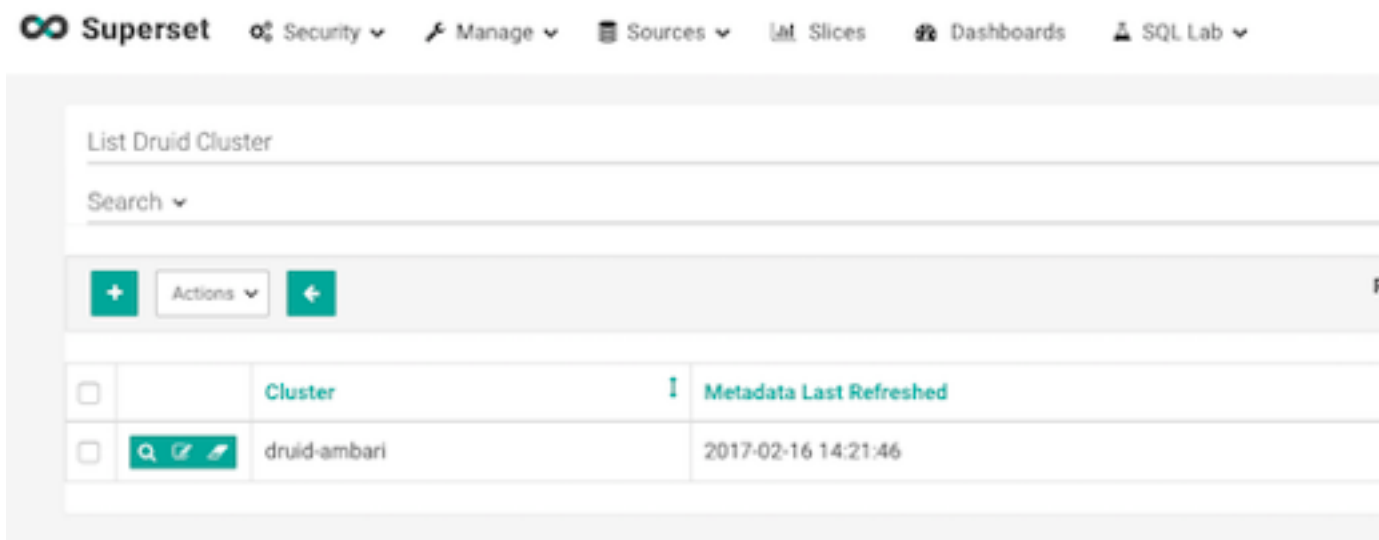 Superset Security Manage Sources Slices Dashboards SQL Lab
List Druid Cluster
Search
Actions
Cluster Metadata Last Refreshed
druid-ambari 2017-02-16 14:21:46